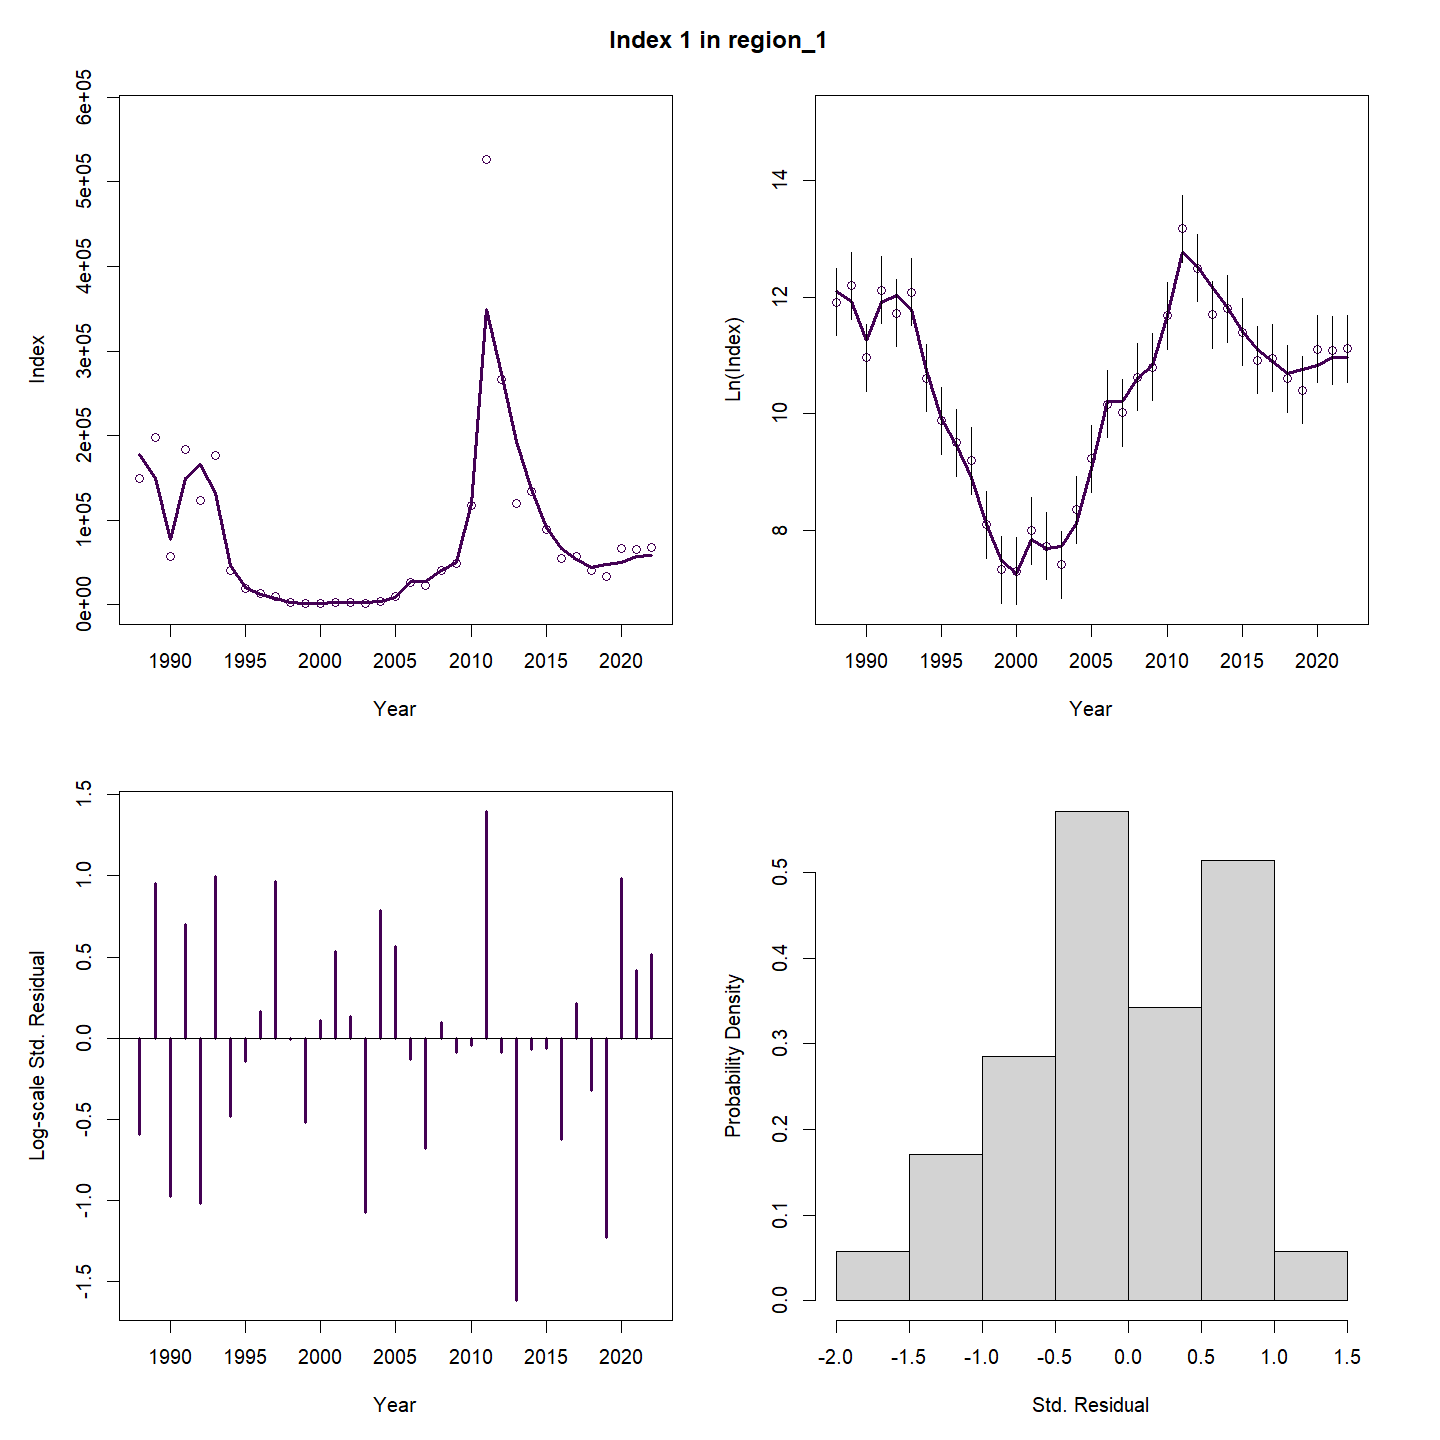 Index 1 in region_1
Index
6e+05
5e+05
4e+05
3e+05
2e+05
1e+05
0e+00
1990 1995 2000 2005 2010 2015 2020
Year
Ln(Index)
14
12
10
8
1990 1995 2000 2005 2010 2015 2020
Year
Log-scale Std. Residual
1.5
1.0
0.5
0.0
-0.5
-1.0
-1.5
1990 1995 2000 2005 2010 2015 2020
Year
Probability Density
0.5
0.4
0.3
0.2
0.1
0.0
-2.0 -1.5 -1.0 -0.5 0.0 0.5 1.0 1.5
Std. Residual